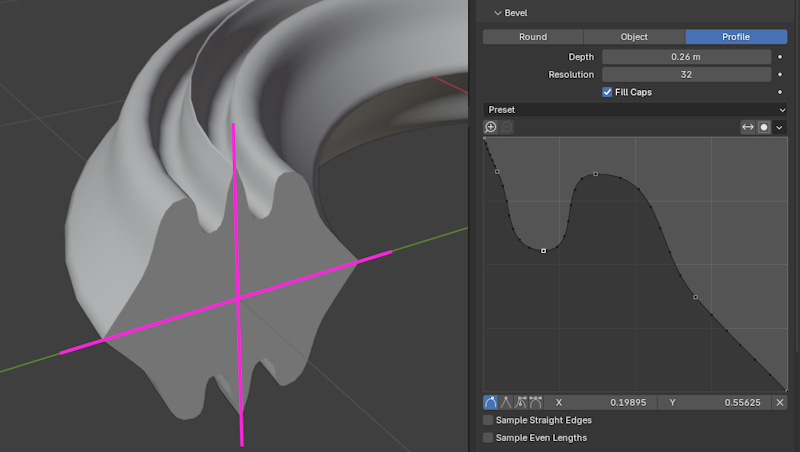 Bevel
Round Object Profile
Depth 0.26 m
Resolution 32
Fill Caps
Preset
X 0.19895 Y 0.55625
Sample Straight Edges
Sample Even Lengths